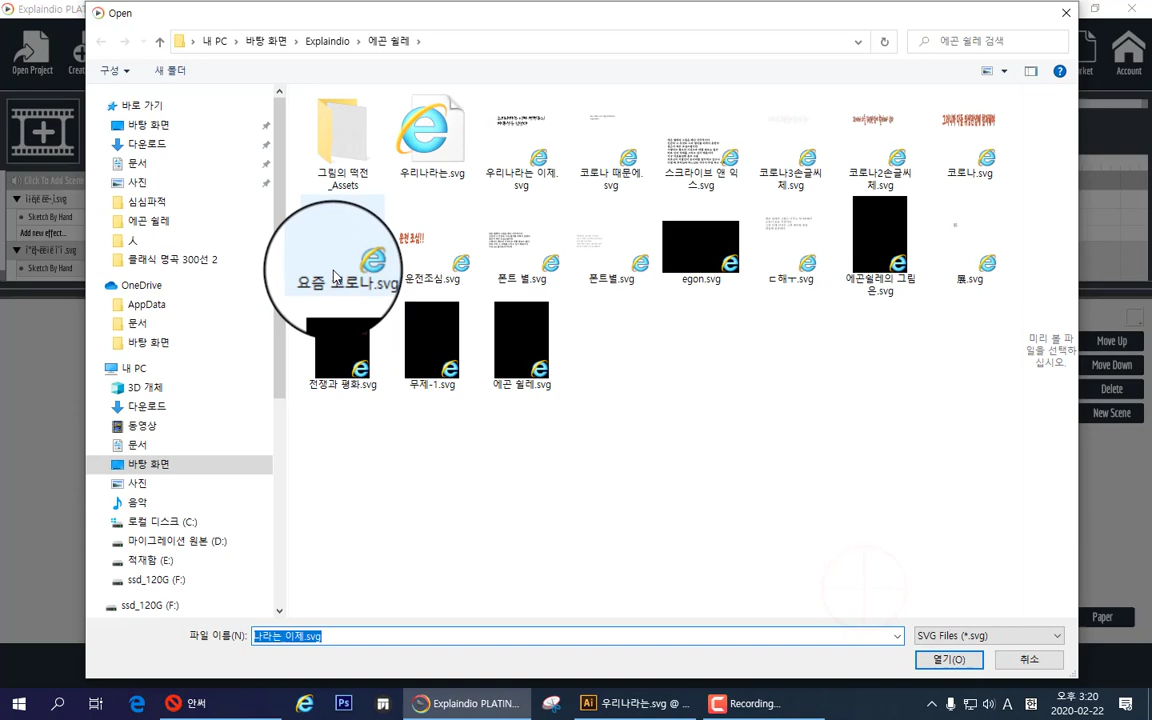 Explaindio PLATIN
Open
내 PC
바탕 화면
Explaindio
에곤 쉴레
에곤 쉴레 검색
Open Project
Creat
rket
Account
구성
새 폴더
바로 가기
바탕 화면
다운로드
문서
사진
심심파적
에곤 쉴레
人
클래식 명곡 300선 2
OneDrive
AppData
문서
바탕 화면
내 PC
3D 개체
다운로드
동영상
문서
바탕 화면
사진
음악
로컬 디스크 (C:)
마이그레이션 원본 (D:)
적재함 (E:)
ssd_120G (F:)
ssd_120G (F:)
Click To Add Scene
Sketch By Hand
Add new effect...
Sketch By Hand
그림의 떡전
_Assets
우리나라는.svg
우리나라는 이제.
svg
코로나 때문에.
svg
스크라이브 앤 익
스.svg
코로나3손글씨
체.svg
코로나2손글씨
체.svg
코로나.svg
요즘 코로나.svg
운전조심!!
운전조심.svg
폰트 별.svg
폰트별.svg
egon.svg
ㄷ해ㅜ.svg
에곤쉴레의 그림
은.svg
展.svg
전쟁과 평화.svg
무제-1.svg
에곤 쉴레.svg
미리 볼 파
일을 선택하
십시오.
Move Up
Move Down
Delete
New Scene
Paper
파일 이름(N):
나라는 이제.svg
SVG Files (*.svg)
열기(O)
취소
안써
Explaindio PLATIN...
우리나라는.svg @ ...
Recording...
A
한
오후 3:20
2020-02-22